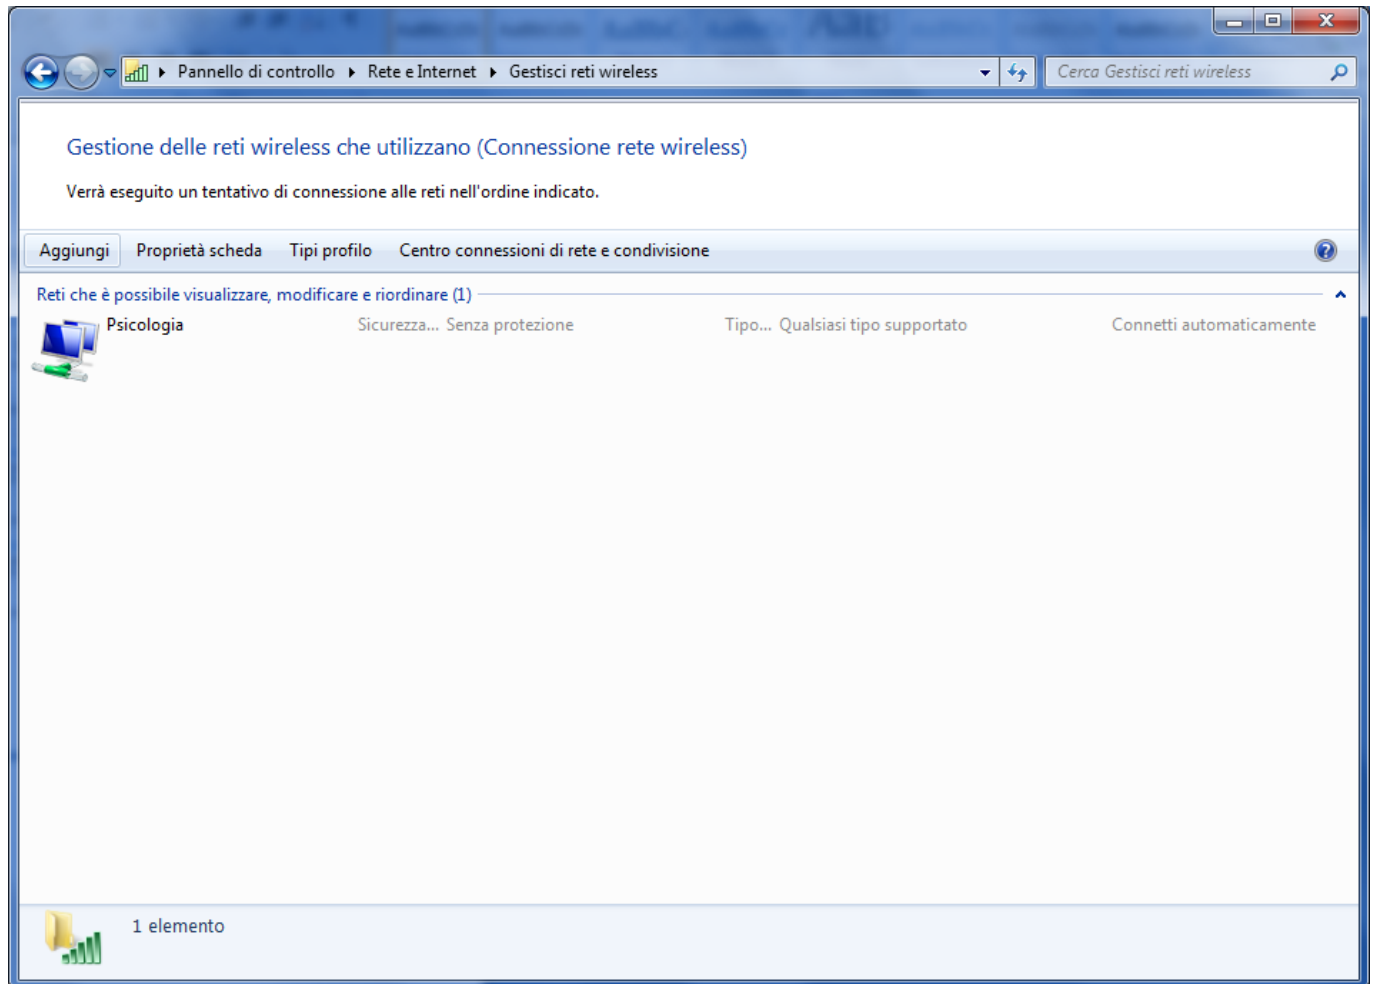 Pannello di controllo Rete e Internet Gestisci reti wireless Cerca Gestisci reti wireless
Gestione delle reti wireless che utilizzano (Connessione rete wireless)
Verrà eseguito un tentativo di connessione alle reti nell'ordine indicato.
Aggiungi Proprietà scheda Tipi profilo Centro connessioni di rete e condivisione
Reti che è possibile visualizzare, modificare e riordinare (1)
Psicologia Sicurezza... Senza protezione Tipo... Qualsiasi tipo supportato Connetti automaticamente
1 elemento